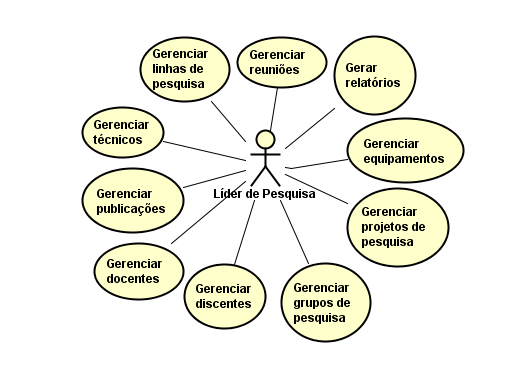 Gerenciar
linhas de
pesquisa
Gerenciar
reuniões
Gerar
relatórios
Gerenciar
técnicos
Gerenciar
equipamentos
Gerenciar
publicações
Líder de Pesquisa
Gerenciar
projetos de
pesquisa
Gerenciar
docentes
Gerenciar
discentes
Gerenciar
grupos de
pesquisa